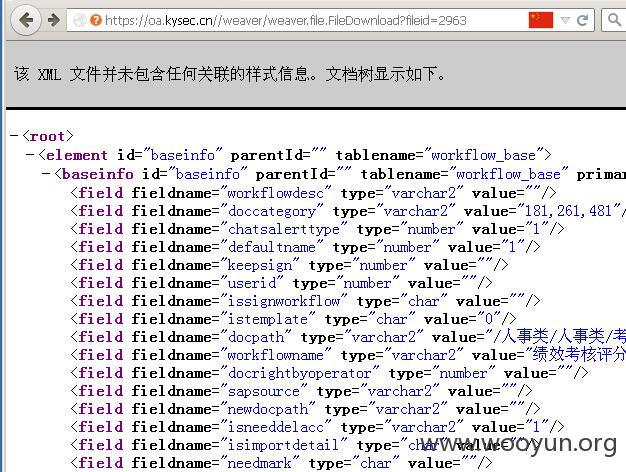 https://oa.kysec.cn//weaver/weaver.file.FileDownload?fileid=2963
该 XML 文件并未包含任何关联的样式信息。文档树显示如下。
-<root>
-<element id="baseinfo" parentId="" tablename="workflow_base">
-<baseinfo id="baseinfo" parentId="" tablename="workflow_base" primar
<field fieldname="workflowdesc" type="varchar2" value=""/>
<field fieldname="doccategory" type="varchar2" value="181,261,481"/
<field fieldname="chatsalerttype" type="number" value="1"/>
<field fieldname="defaultname" type="number" value="1"/>
<field fieldname="keepsign" type="number" value=""/>
<field fieldname="userid" type="number" value=""/>
<field fieldname="issignworkflow" type="char" value=""/>
<field fieldname="istemplate" type="char" value="0"/>
<field fieldname="docpath" type="varchar2" value="/人事类/人事类/考
<field fieldname="workflowname" type="varchar2" value="绩效考核评分
<field fieldname="docrightbyoperator" type="number" value=""/>
<field fieldname="sapsource" type="varchar2" value=""/>
<field fieldname="newdocpath" type="varchar2" value=""/>
<field fieldname="isneeddelacc" type="varchar2" value="1"/>
<field fieldname="isimportdetail" type="char" value=""/>
<field fieldname="needmark" type="char" value=""/>
www.wooyun.org